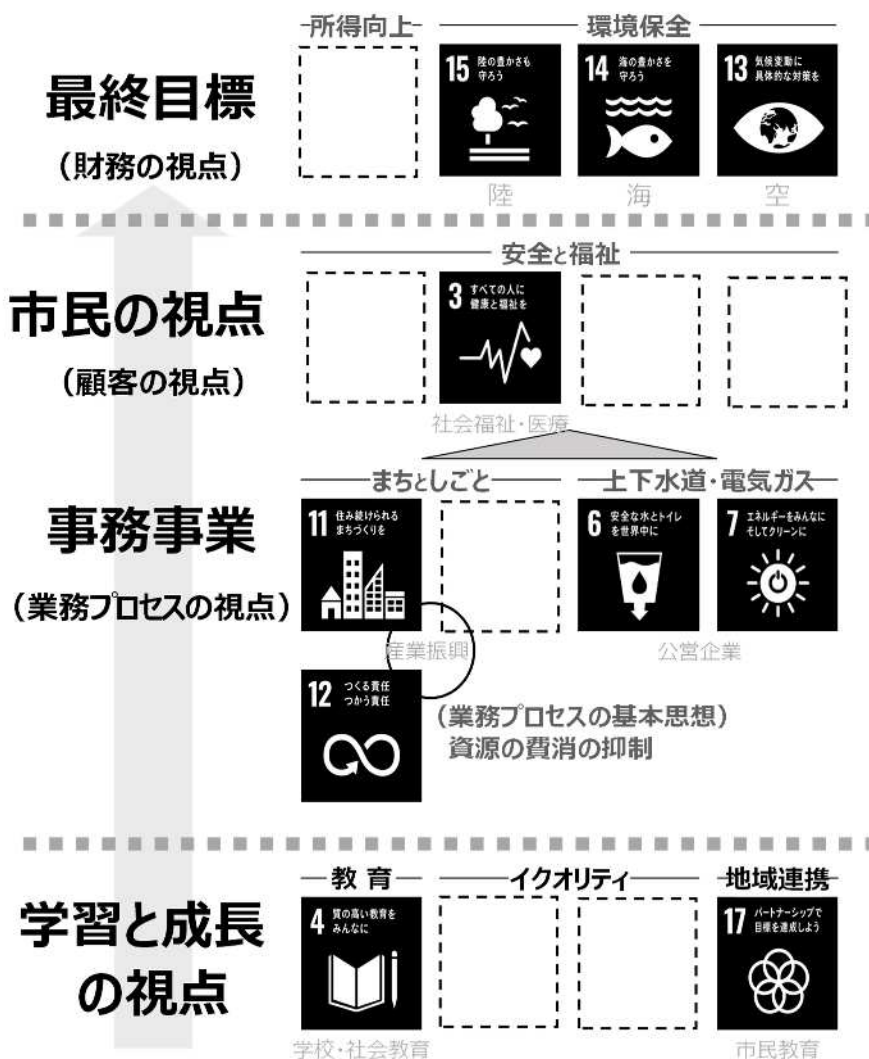 所得向上
環境保全
最終目標
(財務の視点)
15 陸の豊かさも
守ろう
14 海の豊かさを
守ろう
13 気候変動に
具体的な対策を
陸
海
空
安全と福祉
市民の視点
(顧客の視点)
3 すべての人に
健康と福祉を
社会福祉・医療
まちとしごと
上下水道・電気ガス
事務事業
(業務プロセスの視点)
11 住み続けられる
まちづくりを
6 安全な水とトイレ
を世界中に
7 エネルギーをみんなに
そしてクリーンに
産業振興
公営企業
12 つくる責任
つかう責任
(業務プロセスの基本思想)
資源の費消の抑制
教育
イクオリティ
地域連携
学習と成長
の視点
4 質の高い教育を
みんなに
17 パートナーシップで
目標を達成しよう
学校・社会教育
市民教育